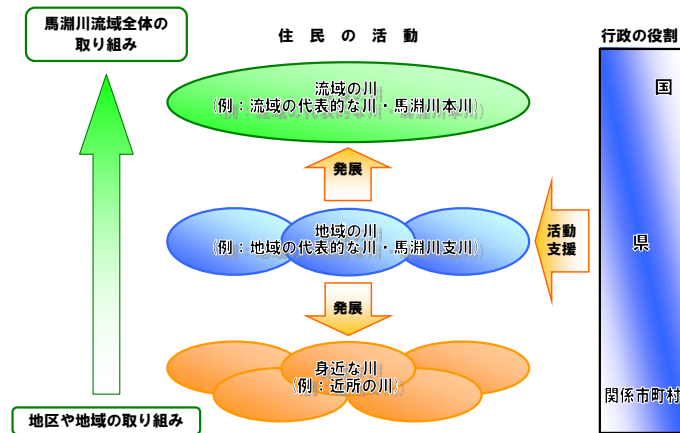 馬淵川流域全体の
取り組み
住民の活動
行政の役割
流域の川
(例：流域の代表的な川・馬淵川本川)
国
発展
地域の川
(例：地域の代表的な川・馬淵川支川)
活動
支援
県
発展
身近な川
(例：近所の川)
関係市町村
地区や地域の取り組み